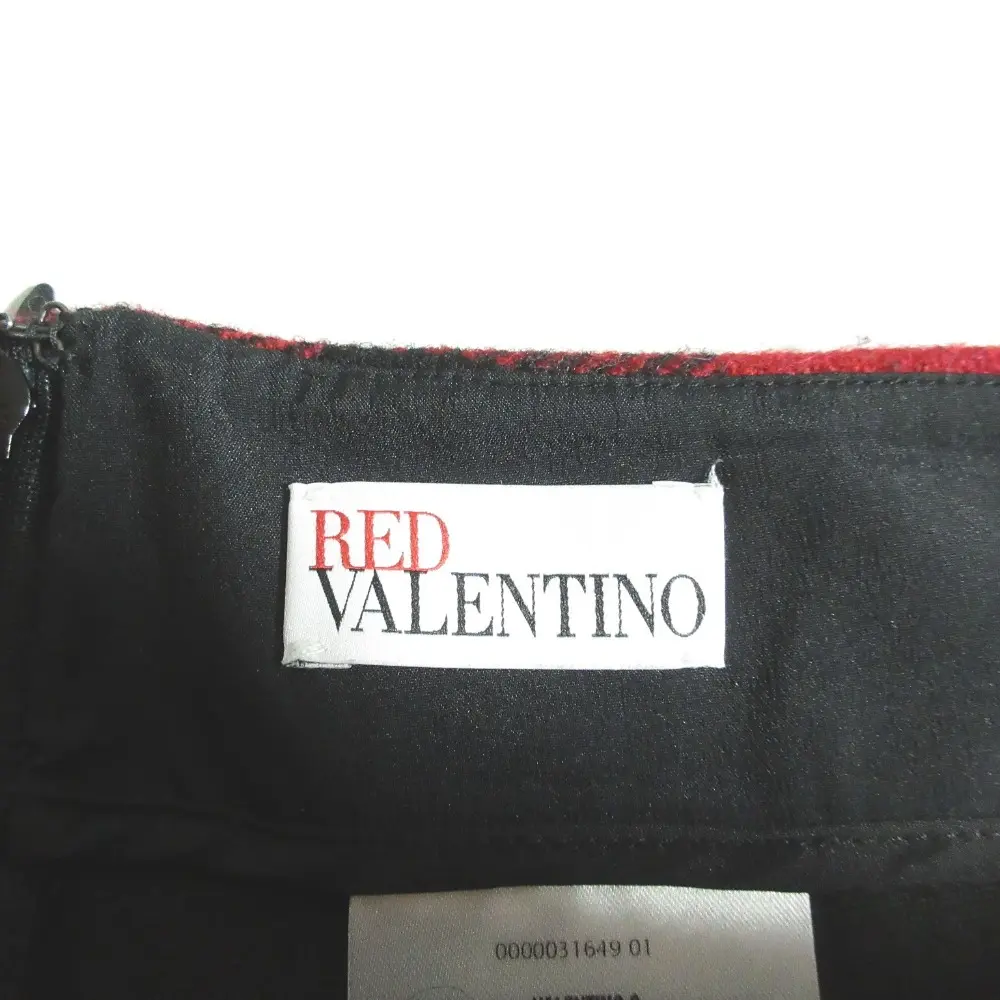 RED
VALENTINO
0000031649 01